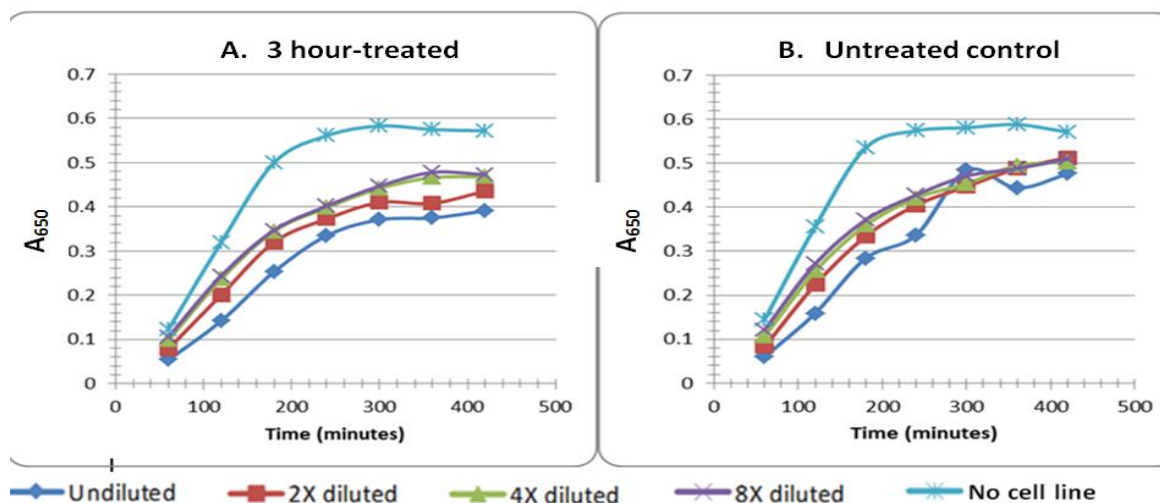 A. 3 hour-treated
0.7
0.6
0.5
0.4
0.3
0.2
0.1
0
A650
0 100 200 300 400 500
Time (minutes)
B. Untreated control
0.7
0.6
0.5
0.4
0.3
0.2
0.1
0
A650
0 100 200 300 400 500
Time (minutes)
Undiluted 2X diluted 4X diluted 8X diluted No cell line